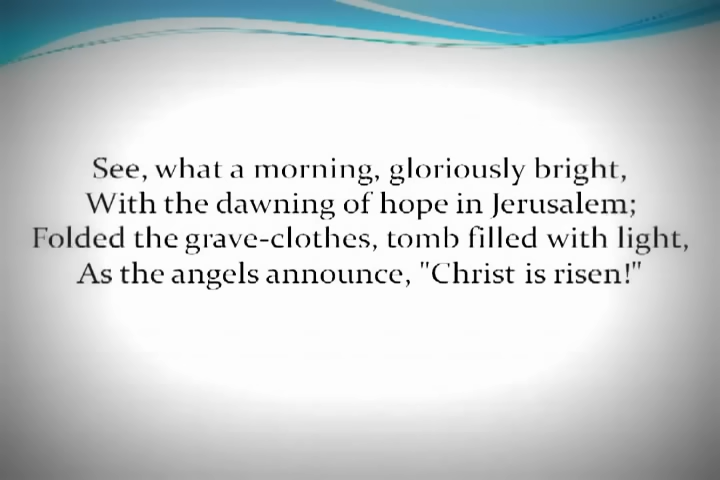 See, what a morning, gloriously bright,
With the dawning of hope in Jerusalem;
Folded the grave-clothes, tomb filled with light,
As the angels announce, "Christ is risen!"